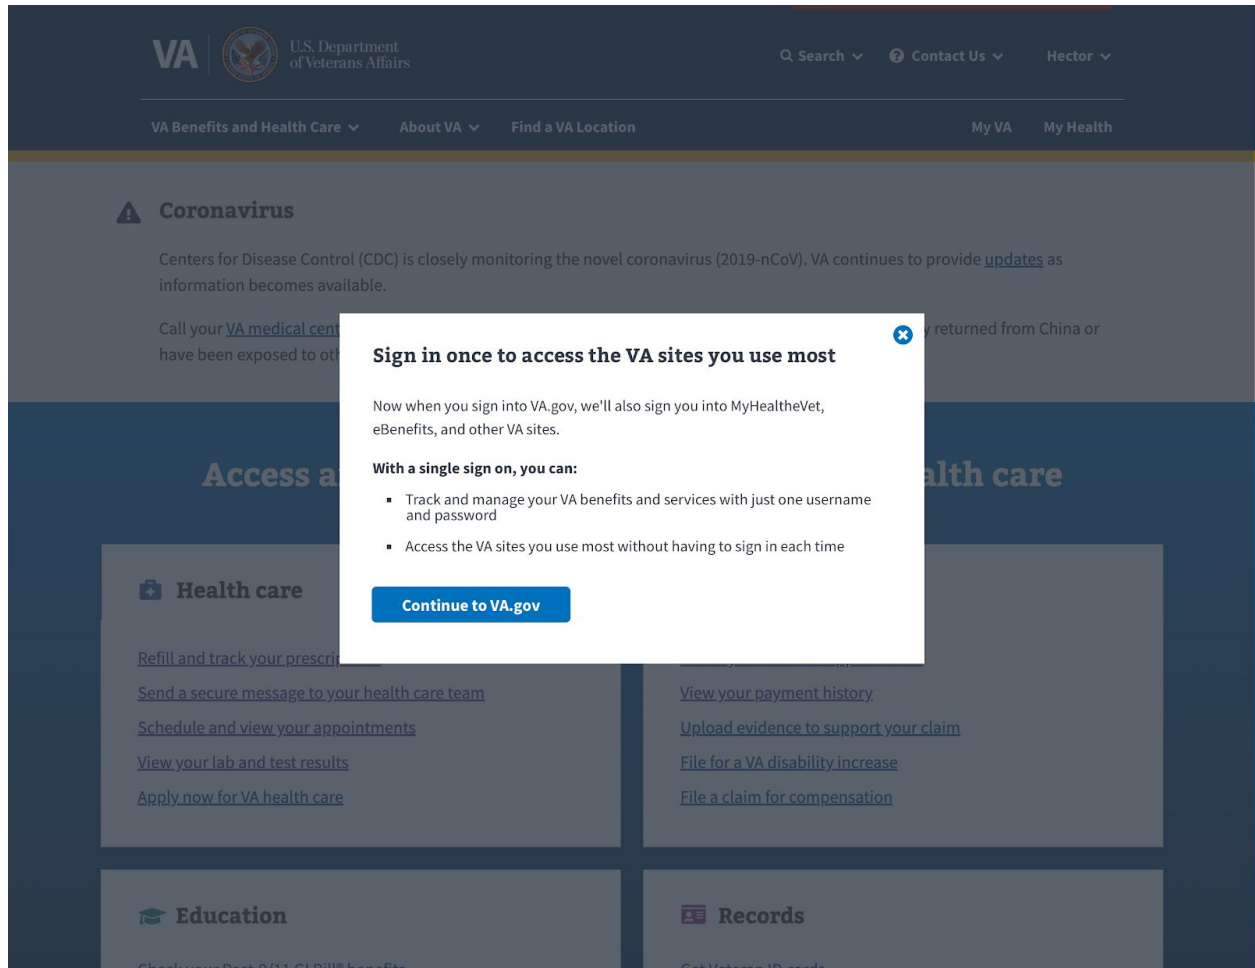 VA
U.S. Department
of Veterans Affairs
Search
Contact Us
Hector
VA Benefits and Health Care
About VA
Find a VA Location
My VA
My Health
Coronavirus
Centers for Disease Control (CDC) is closely monitoring the novel coronavirus (2019-nCoV). VA continues to provide updates as
information becomes available.
Call your VA medical
returned from China or
have been exposed to
Sign in once to access the VA sites you use most
Now when you sign into VA.gov, we'll also sign you into MyHealtheVet,
eBenefits, and other VA sites.
With a single sign on, you can:
▪ Track and manage your VA benefits and services with just one username
and password
▪ Access the VA sites you use most without having to sign in each time
Continue to VA.gov
Access
care
Health care
Refill and track your
Send a secure message to your health care team
Schedule and view your appointments
View your lab and test results
Apply now for VA health care
View your payment history
Upload evidence to support your claim
File for a VA disability increase
File a claim for compensation
Education
Records